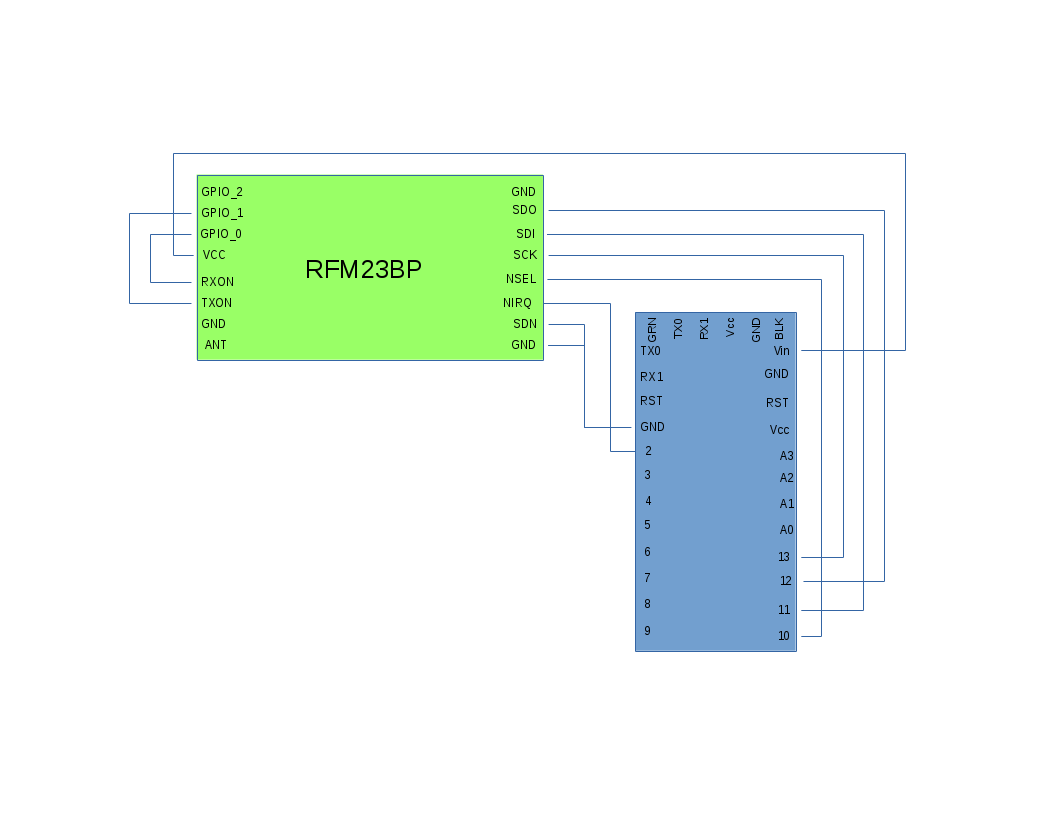 GPIO_2
GPIO_1
GPIO_0
VCC
RXON
TXON
GND
ANT
RFM23BP
GND
SDO
SDI
SCK
NSEL
NIRQ
SDN
GND
GRN
TX0
RX1
Vcc
GND
BLK
TX0
RX1
RST
GND
2
3
4
5
6
7
8
9
Vin
GND
RST
Vcc
A3
A2
A1
A0
13
12
11
10